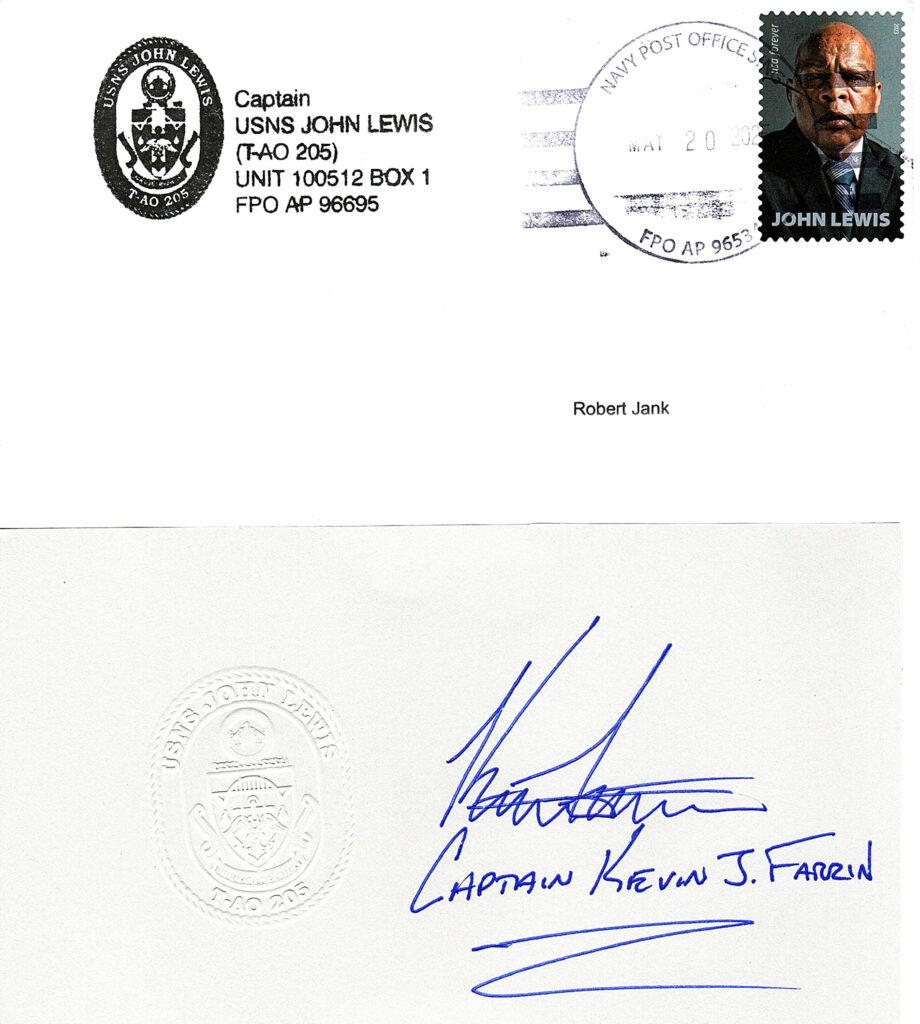 USNS JOHN LEWIS
T-AO 205
Captain
USNS JOHN LEWIS
(T-AO 205)
UNIT 100512 BOX 1
FPO AP 96695
NAVY POST OFFICE
MAY 20
FPO AP 9653
forever
2023
JOHN LEWIS
Robert Jank
USNS JOHN LEWIS
T-AO 205
CAPTAIN KEVIN J. FARRIN